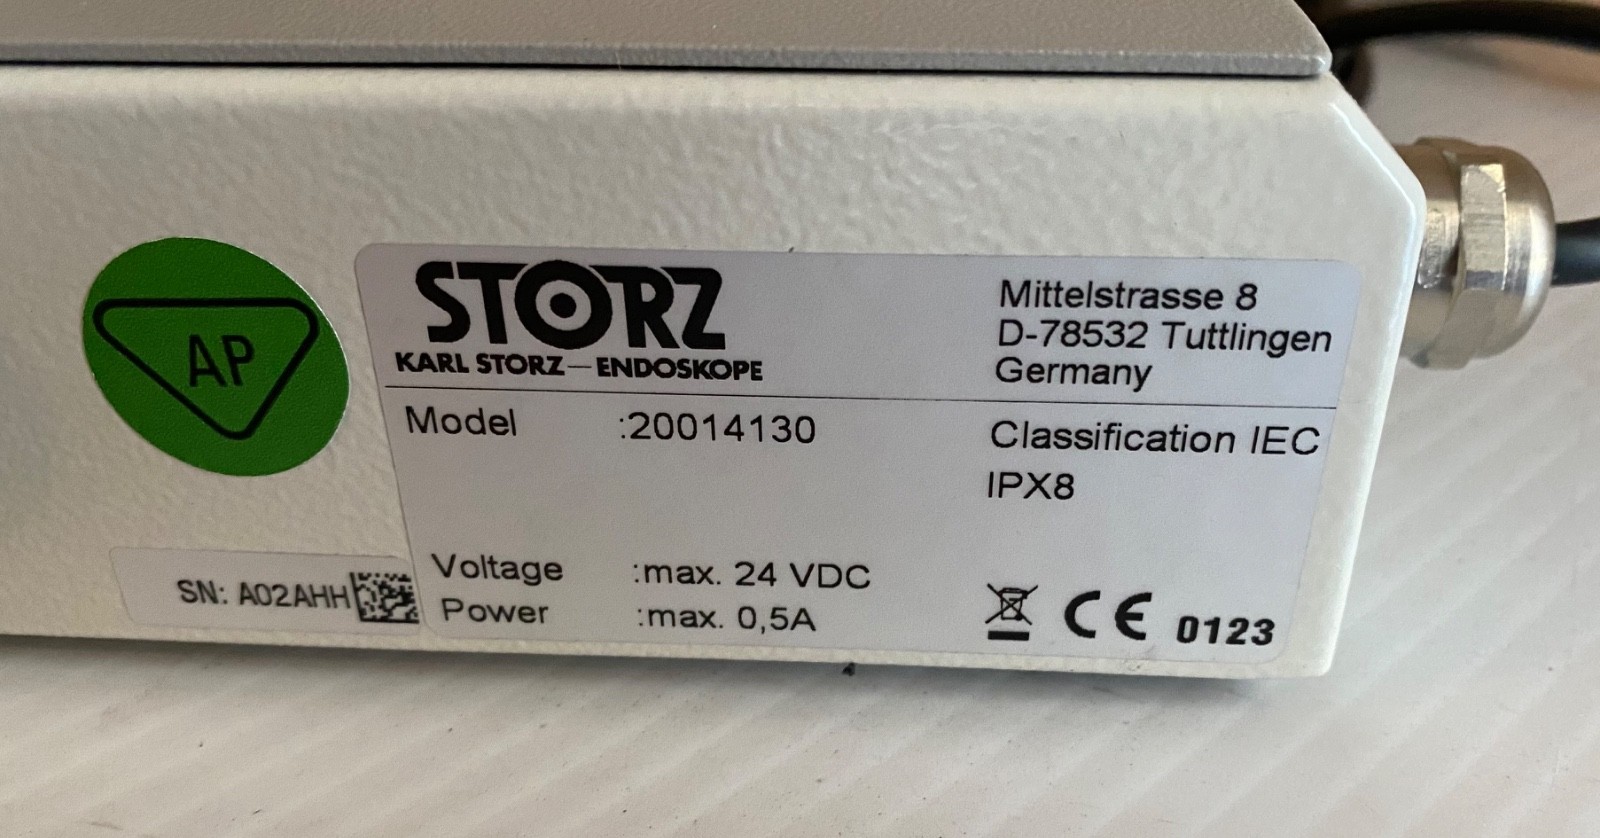 AP
STORZ
KARL STORZ—ENDOSKOPE
Mittelstrasse 8
D-78532 Tuttlingen
Germany
Model :20014130
Classification IEC
IPX8
Voltage :max. 24 VDC
Power :max. 0,5A
CE 0123
SN: A02AHH